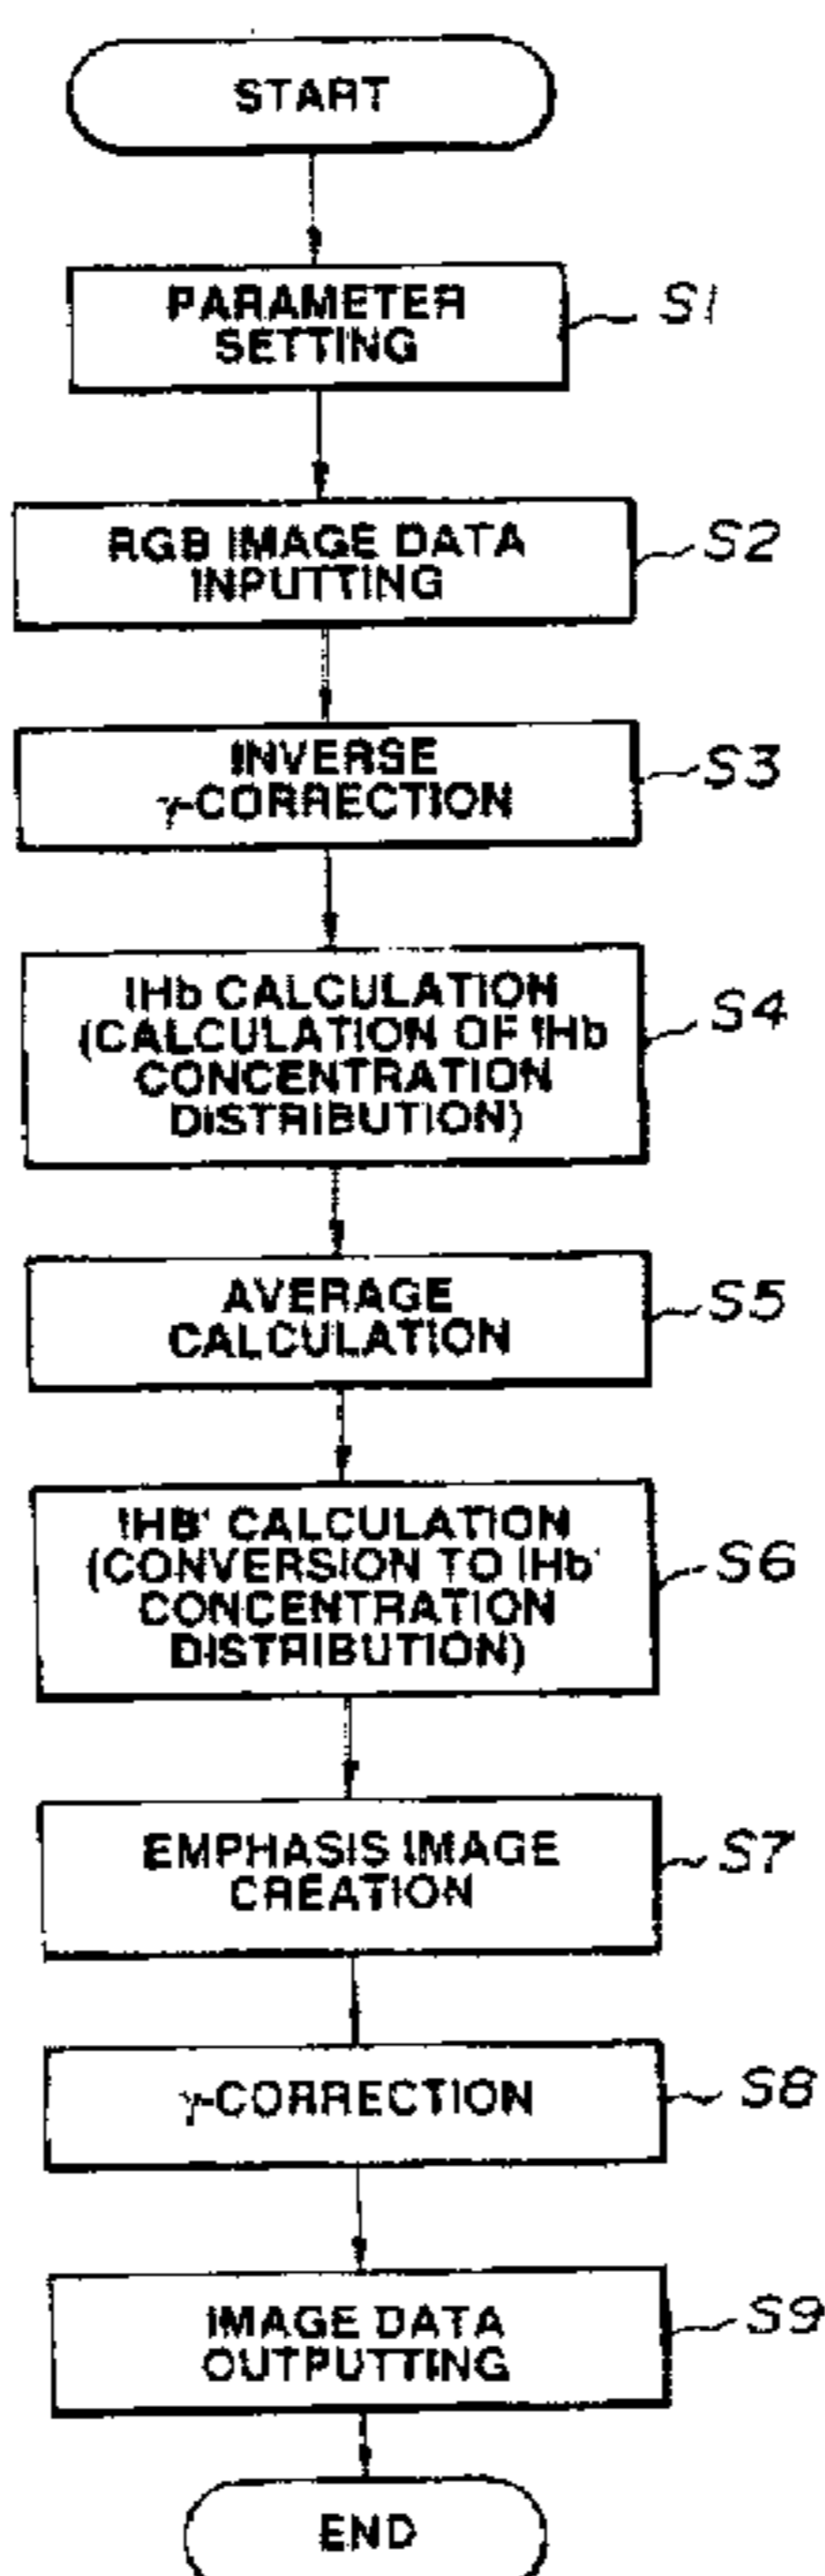 START
PARAMETER
SETTING
S1
RGB IMAGE DATA
INPUTTING
S2
INVERSE
γ-CORRECTION
S3
IHb CALCULATION
(CALCULATION OF IHb
CONCENTRATION
DISTRIBUTION)
S4
AVERAGE
CALCULATION
S5
IHB' CALCULATION
(CONVERSION TO IHb'
CONCENTRATION
DISTRIBUTION)
S6
EMPHASIS IMAGE
CREATION
S7
γ-CORRECTION
S8
IMAGE DATA
OUTPUTTING
S9
END